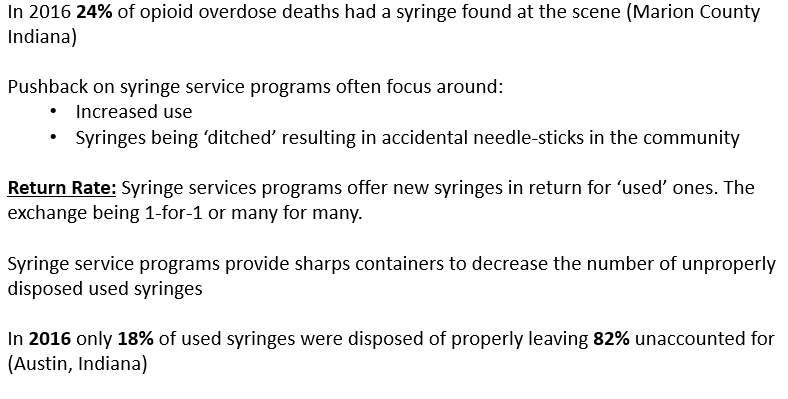 In 2016 24% of opioid overdose deaths had a syringe found at the scene (Marion County
Indiana)
Pushback on syringe service programs often focus around:
• Increased use
• Syringes being ‘ditched’ resulting in accidental needle-sticks in the community
Return Rate: Syringe services programs offer new syringes in return for ‘used’ ones. The
exchange being 1-for-1 or many for many.
Syringe service programs provide sharps containers to decrease the number of unproperly
disposed used syringes
In 2016 only 18% of used syringes were disposed of properly leaving 82% unaccounted for
(Austin, Indiana)